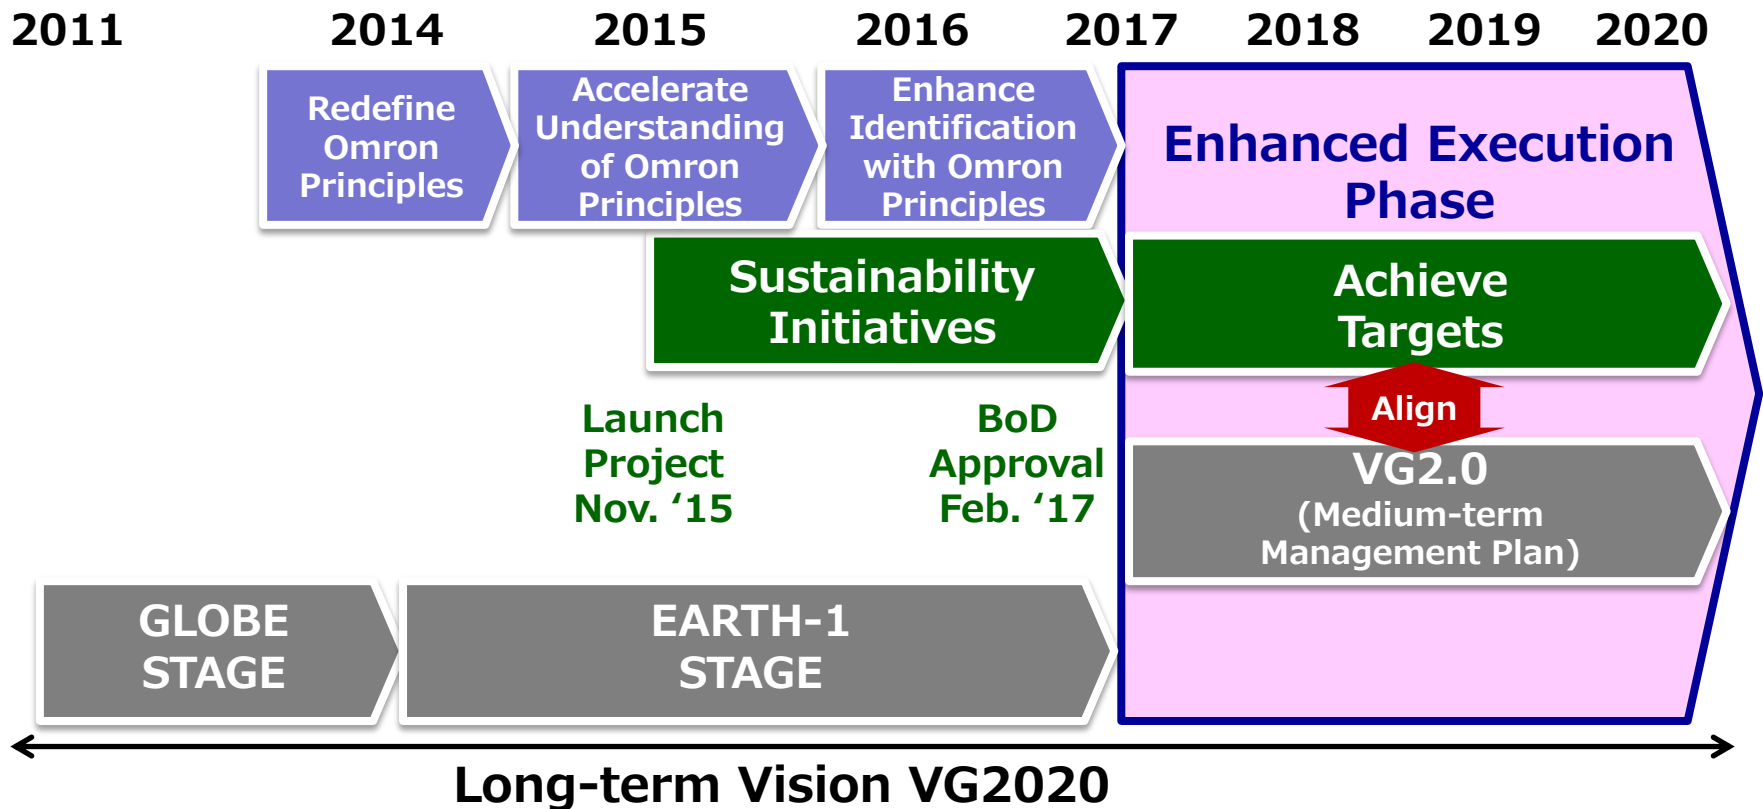 2011 2014 2015 2016 2017 2018 2019 2020
Redefine
Omron
Principles
Accelerate
Understanding
of Omron
Principles
Enhance
Identification
with Omron
Principles
Enhanced Execution
Phase
Sustainability
Initiatives
Achieve
Targets
Align
Launch
Project
Nov. ‘15
BoD
Approval
Feb. ‘17
VG2.0
(Medium-term
Management Plan)
GLOBE
STAGE
EARTH-1
STAGE
Long-term Vision VG2020